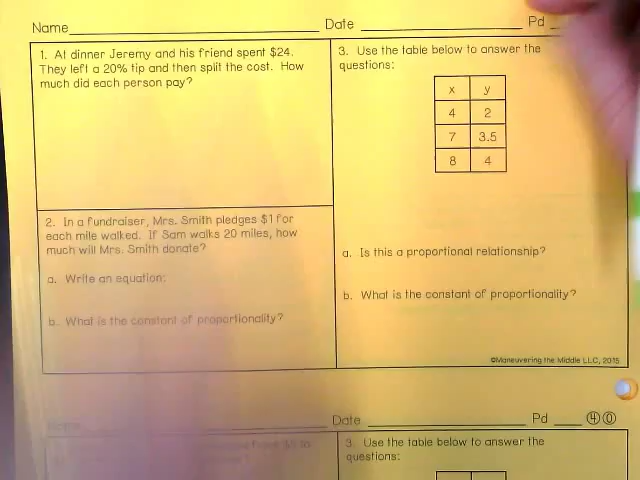 Name Date Pd
1. At dinner Jeremy and his friend spent $24.
They left a 20% tip and then split the cost. How
much did each person pay?
2. In a fundraiser, Mrs. Smith pledges $1 for
each mile walked. If Sam walks 20 miles, how
much will Mrs. Smith donate?
a. Write an equation:
b. What is the constant of proportionality?
3. Use the table below to answer the
questions:
x y
4 2
7 3.5
8 4
a. Is this a proportional relationship?
b. What is the constant of proportionality?
©Maneuvering the Middle LLC, 2015
Name Date Pd 40
3. Use the table below to answer the
questions: